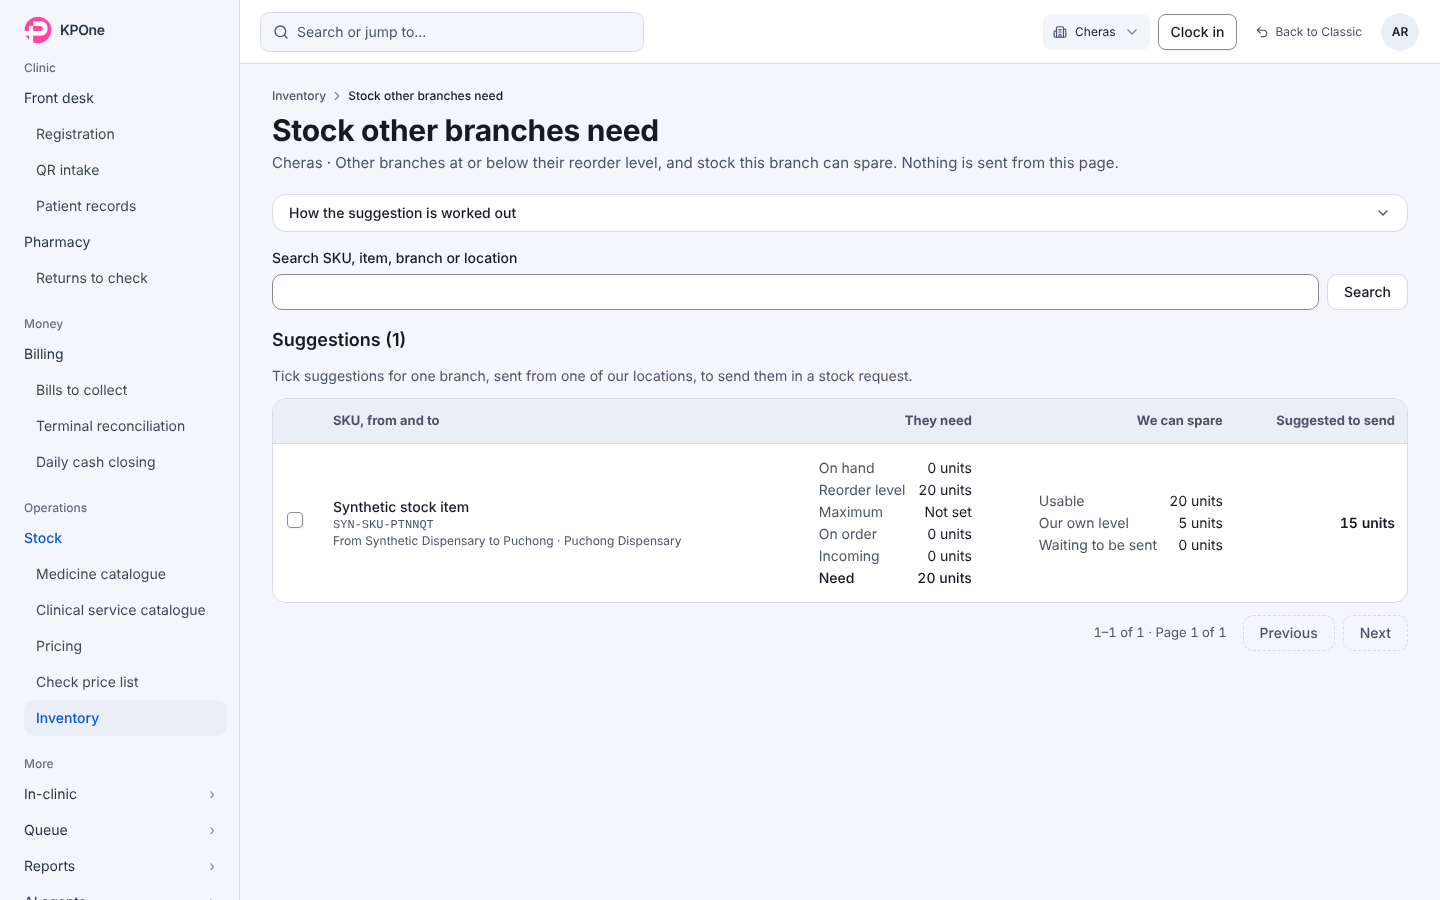 KPOne
Search or jump to...
Cheras
Clock in
Back to Classic
AR
Clinic
Front desk
Registration
QR intake
Patient records
Pharmacy
Returns to check
Money
Billing
Bills to collect
Terminal reconciliation
Daily cash closing
Operations
Stock
Medicine catalogue
Clinical service catalogue
Pricing
Check price list
Inventory
More
In-clinic
Queue
Reports
Inventory
Stock other branches need
Stock other branches need
Cheras · Other branches at or below their reorder level, and stock this branch can spare. Nothing is sent from this page.
How the suggestion is worked out
Search SKU, item, branch or location
Search
Suggestions (1)
Tick suggestions for one branch, sent from one of our locations, to send them in a stock request.
SKU, from and to
They need
We can spare
Suggested to send
Synthetic stock item
SYN-SKU-PTNNQT
From Synthetic Dispensary to Puchong · Puchong Dispensary
On hand 0 units
Reorder level 20 units
Maximum Not set
On order 0 units
Incoming 0 units
Need 20 units
Usable 20 units
Our own level 5 units
Waiting to be sent 0 units
15 units
1–1 of 1 · Page 1 of 1
Previous
Next